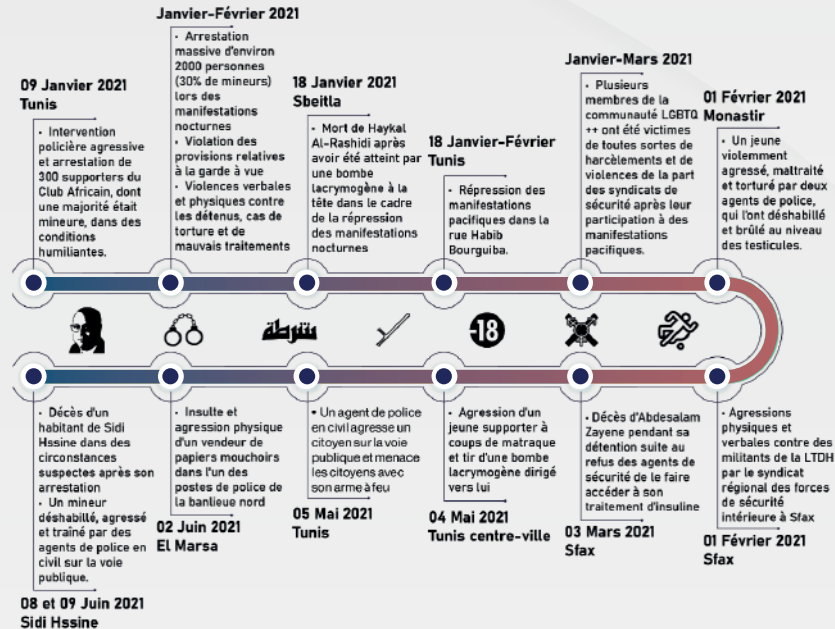 09 Janvier 2021
Tunis
· Intervention
policière agressive
et arrestation de
300 supporters du
Club Africain, dont
une majorité était
mineure, dans des
conditions
humiliantes.
Janvier-Février 2021
· Arrestation
massive d'environ
2000 personnes
(30% de mineurs)
lors des
manifestations
nocturnes
· Violation des
provisions relatives
à la garde à vue
· Violences verbales
et physiques contre
les détenus, cas de
torture et de
mauvais traitements
18 Janvier 2021
Sbeitla
· Mort de Haykal
Al-Rashidi après
avoir été atteint par
une bombe
lacrymogène à la
tête dans le cadre
de la répression
des manifestations
nocturnes
18 Janvier-Février
Tunis
· Répression des
manifestations
pacifiques dans la
rue Habib
Bourguiba.
Janvier-Mars 2021
· Plusieurs
membres de la
communauté LGBTQ
++ ont été victimes
de toutes sortes de
harcèlements et de
violences de la part
des syndicats de
sécurité après leur
participation à des
manifestations
pacifiques.
01 Février 2021
Monastir
· Un jeune
violemment
agressé, maltraité
et torturé par deux
agents de police,
qui l'ont déshabillé
et brûlé au niveau
des testicules.
شرطة
-18
· Agressions
physiques et
verbales contre des
militants de la LTDH
par le syndicat
régional des forces
de sécurité
intérieure à Sfax
01 Février 2021
Sfax
· Décès d'Abdesalam
Zayene pendant sa
détention suite au
refus des agents de
sécurité de le faire
accéder à son
traitement d'insuline
03 Mars 2021
Sfax
· Agression d'un
jeune supporter à
coups de matraque
et tir d'une bombe
lacrymogène dirigé
vers lui
04 Mai 2021
Tunis centre-ville
• Un agent de police
en civil agresse un
citoyen sur la voie
publique et menace
les citoyens avec
son arme à feu
05 Mai 2021
Tunis
· Insulte et
agression physique
d'un vendeur de
papiers mouchoirs
dans l'un des
postes de police de
la banlieue nord
02 Juin 2021
El Marsa
· Décès d'un
habitant de Sidi
Hssine dans des
circonstances
suspectes après son
arrestation
· Un mineur
déshabillé, agressé
et traîné par des
agents de police en
civil sur la voie
publique.
08 et 09 Juin 2021
Sidi Hssine